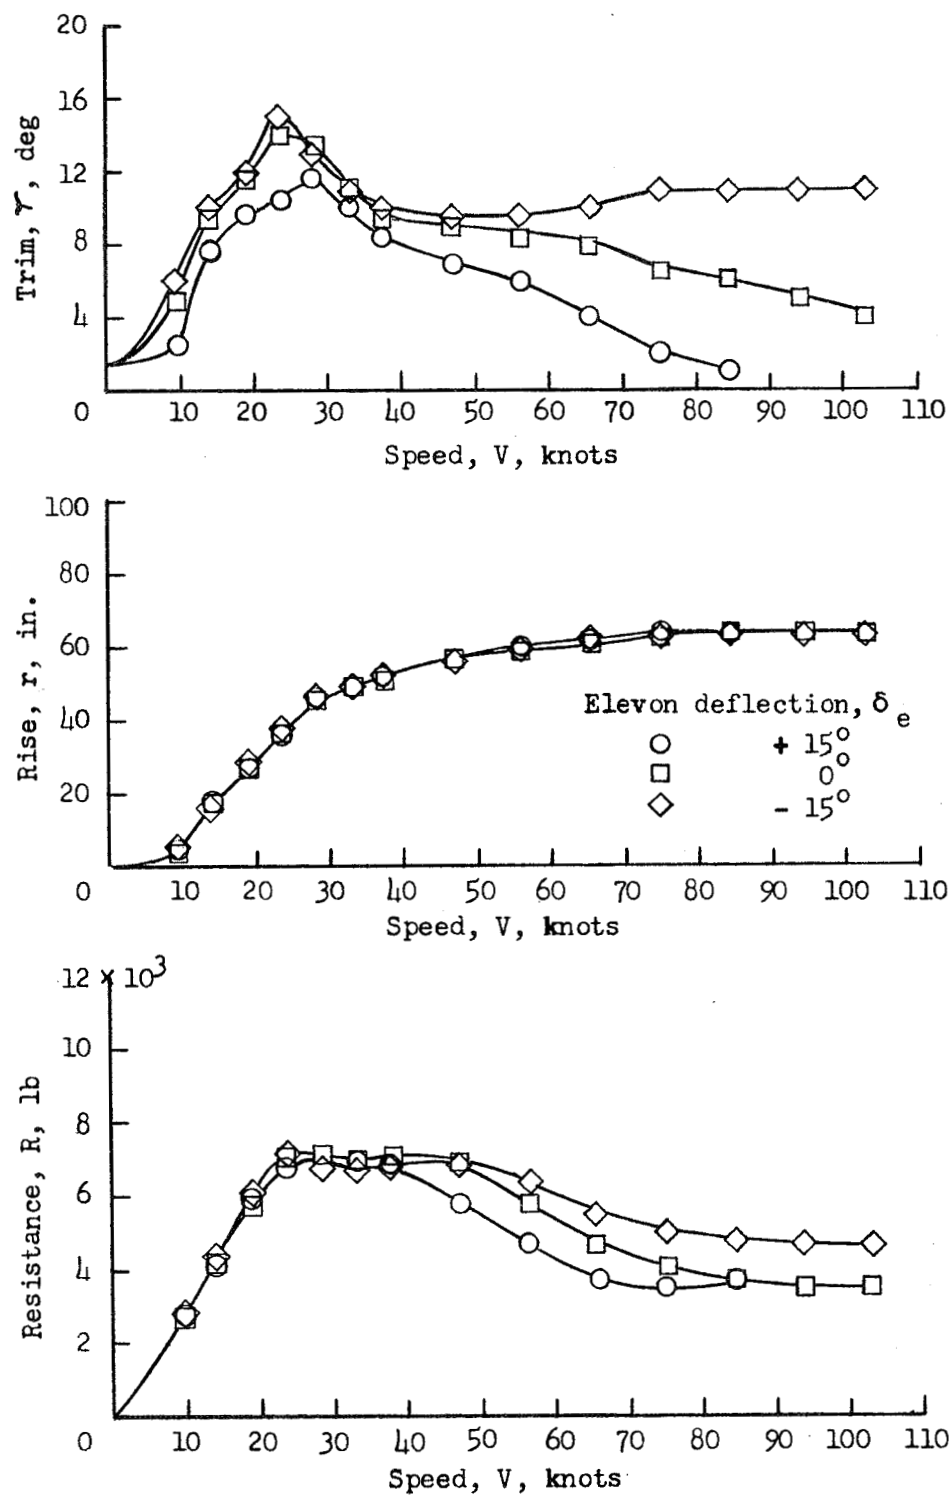 20
16
12
8
4
Trim, τ, deg
0 10 20 30 40 50 60 70 80 90 100 110
Speed, V, knots
100
80
60
40
20
Rise, r, in.
Elevon deflection, δe
+ 15°
0°
- 15°
0 10 20 30 40 50 60 70 80 90 100 110
Speed, V, knots
12 × 10³
10
8
6
4
2
Resistance, R, lb
0 10 20 30 40 50 60 70 80 90 100 110
Speed, V, knots